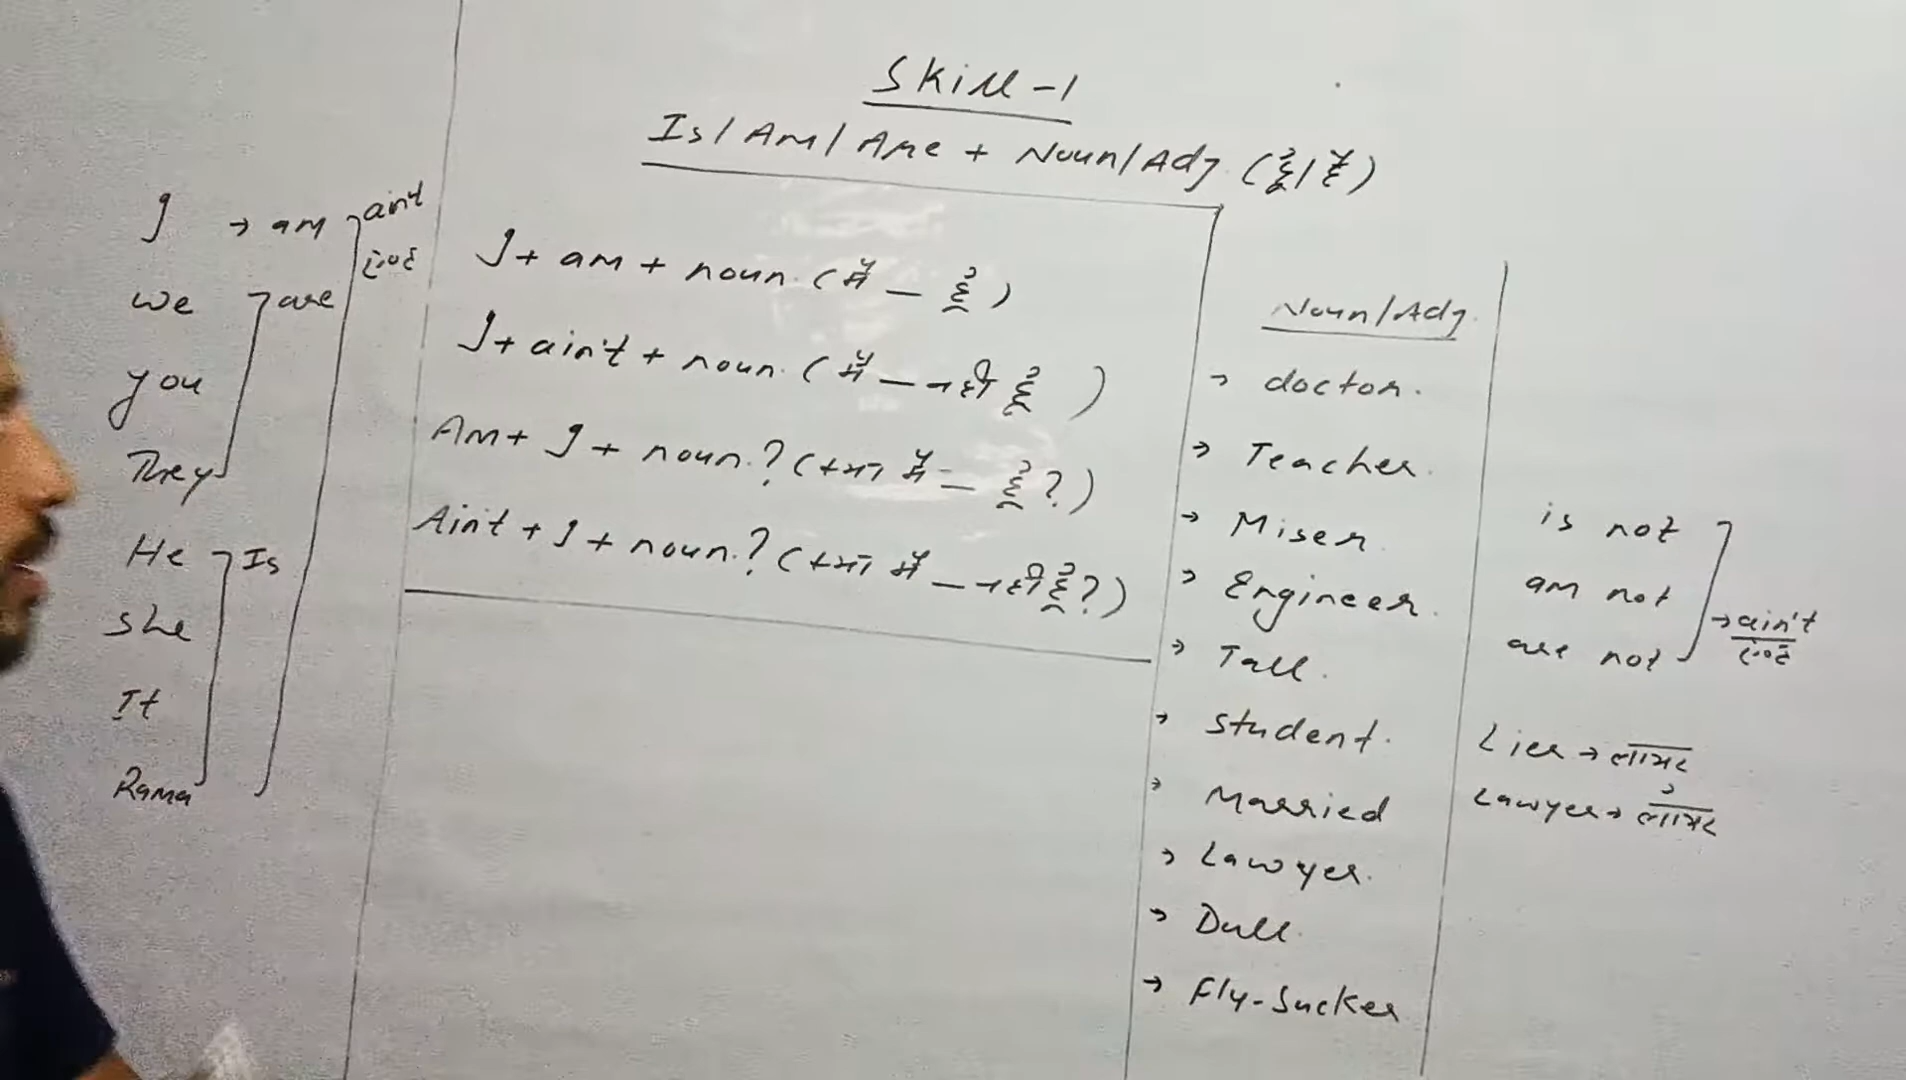 Skill-1
Is/Am/Are + Noun/Adj (है/हूँ)
I → am ain't
we are
you
They
He Is
she
It
Rama
I + am + noun. (मैं _ हूँ)
I + ain't + noun. (मैं _ नहीं हूँ)
Am + I + noun.? (क्या मैं _ हूँ?)
Ain't + I + noun.? (क्या मैं _ नहीं हूँ?)
Noun/Adj.
→ doctor.
→ Teacher.
→ Miser.
→ Engineer.
→ Tall.
→ student.
→ Married
→ Lawyer.
→ Dull.
→ Fly-Sucker
is not
am not → ain't
are not
Lier → लायर
Lawyer → लायर